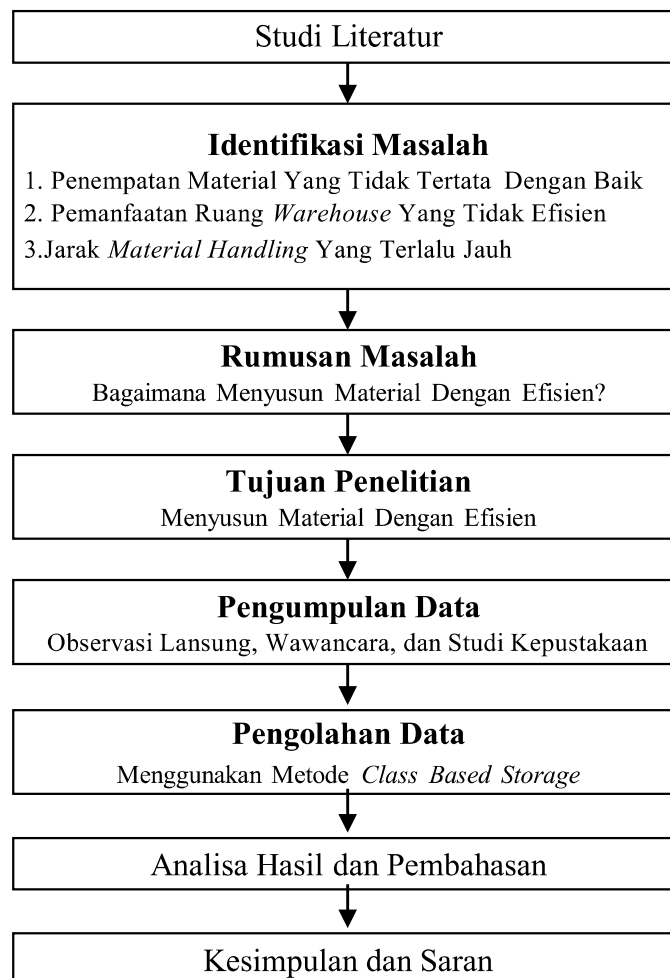 Studi Literatur
Identifikasi Masalah
1. Penempatan Material Yang Tidak Tertata Dengan Baik
2. Pemanfaatan Ruang Warehouse Yang Tidak Efisien
3.Jarak Material Handling Yang Terlalu Jauh
Rumusan Masalah
Bagaimana Menyusun Material Dengan Efisien?
Tujuan Penelitian
Menyusun Material Dengan Efisien
Pengumpulan Data
Observasi Lansung, Wawancara, dan Studi Kepustakaan
Pengolahan Data
Menggunakan Metode Class Based Storage
Analisa Hasil dan Pembahasan
Kesimpulan dan Saran